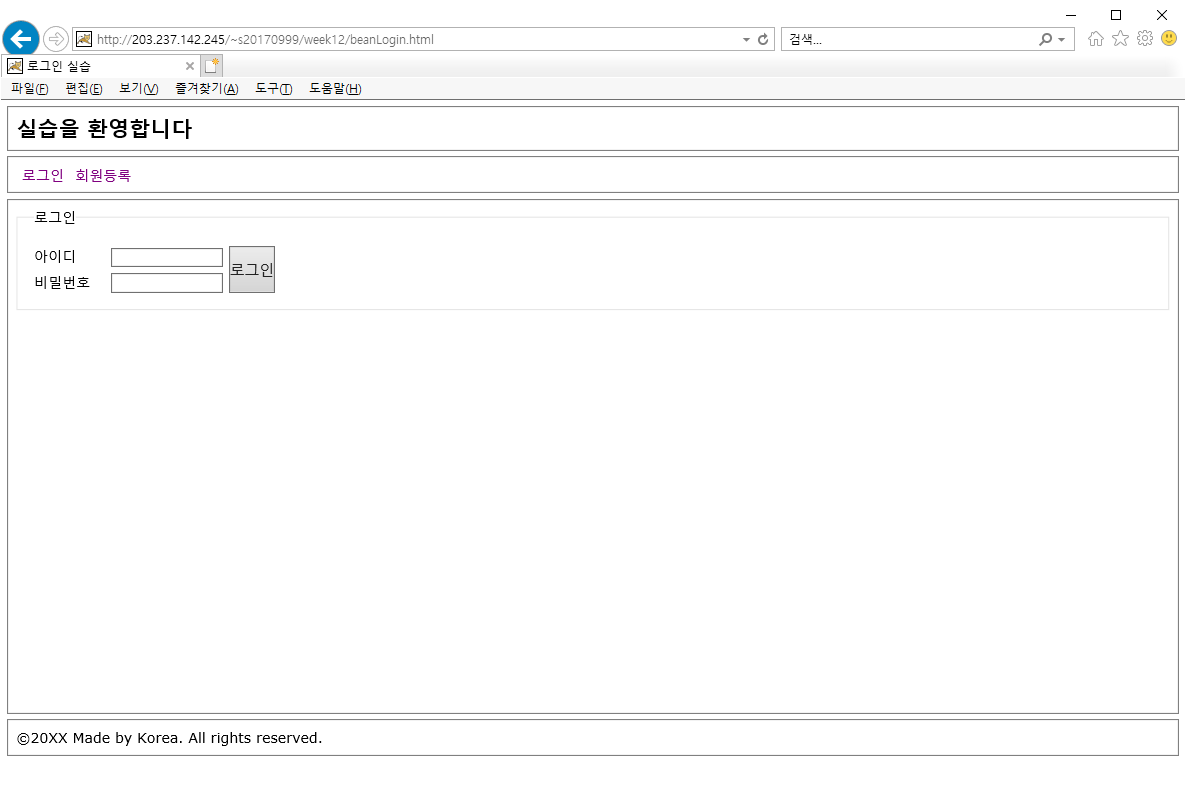 http://203.237.142.245/~s20170999/week12/beanLogin.html 검색...
로그인 실습
파일(F) 편집(E) 보기(V) 즐겨찾기(A) 도구(T) 도움말(H)
실습을 환영합니다
로그인 회원등록
로그인
아이디
로그인
비밀번호
©20XX Made by Korea. All rights reserved.